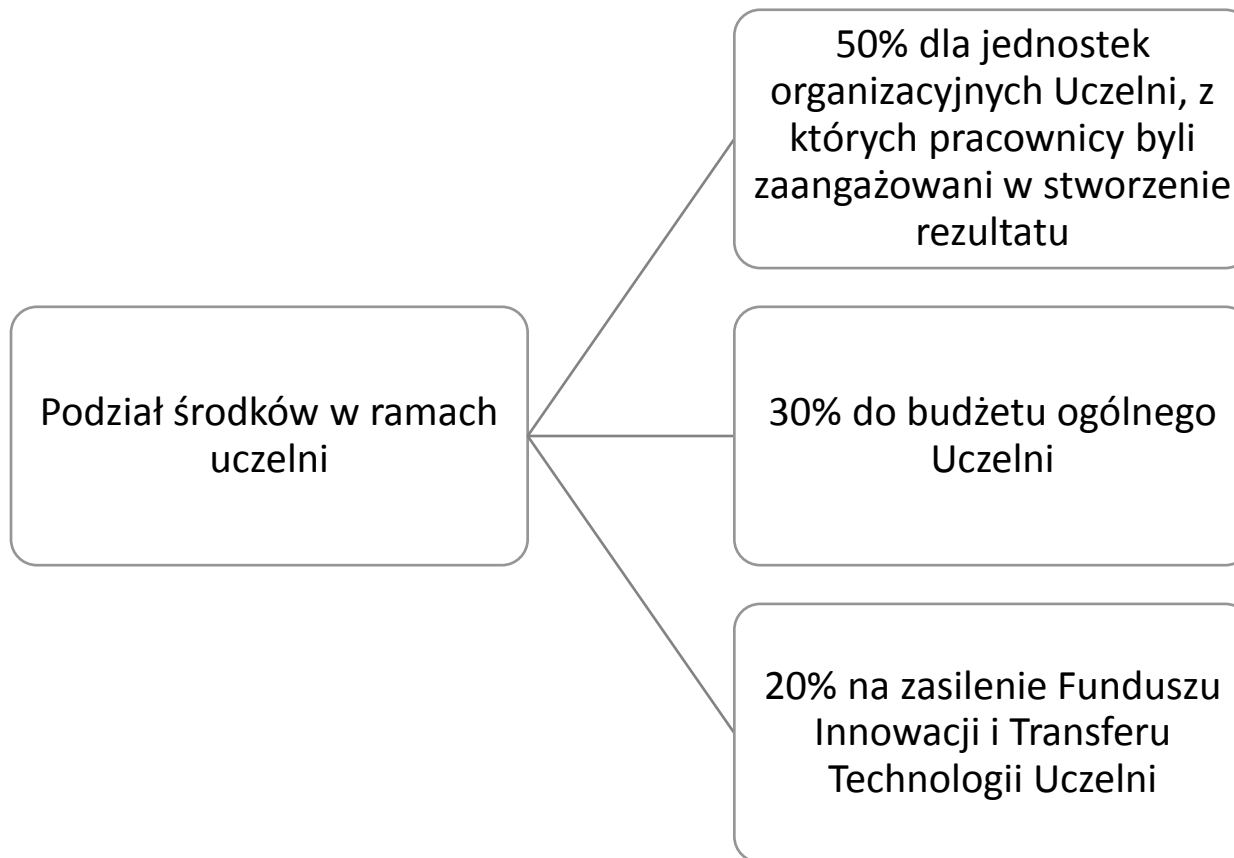 50% dla jednostek
organizacyjnych Uczelni, z
których pracownicy byli
zaangażowani w stworzenie
rezultatu
Podział środków w ramach
uczelni
30% do budżetu ogólnego
Uczelni
20% na zasilenie Funduszu
Innowacji i Transferu
Technologii Uczelni